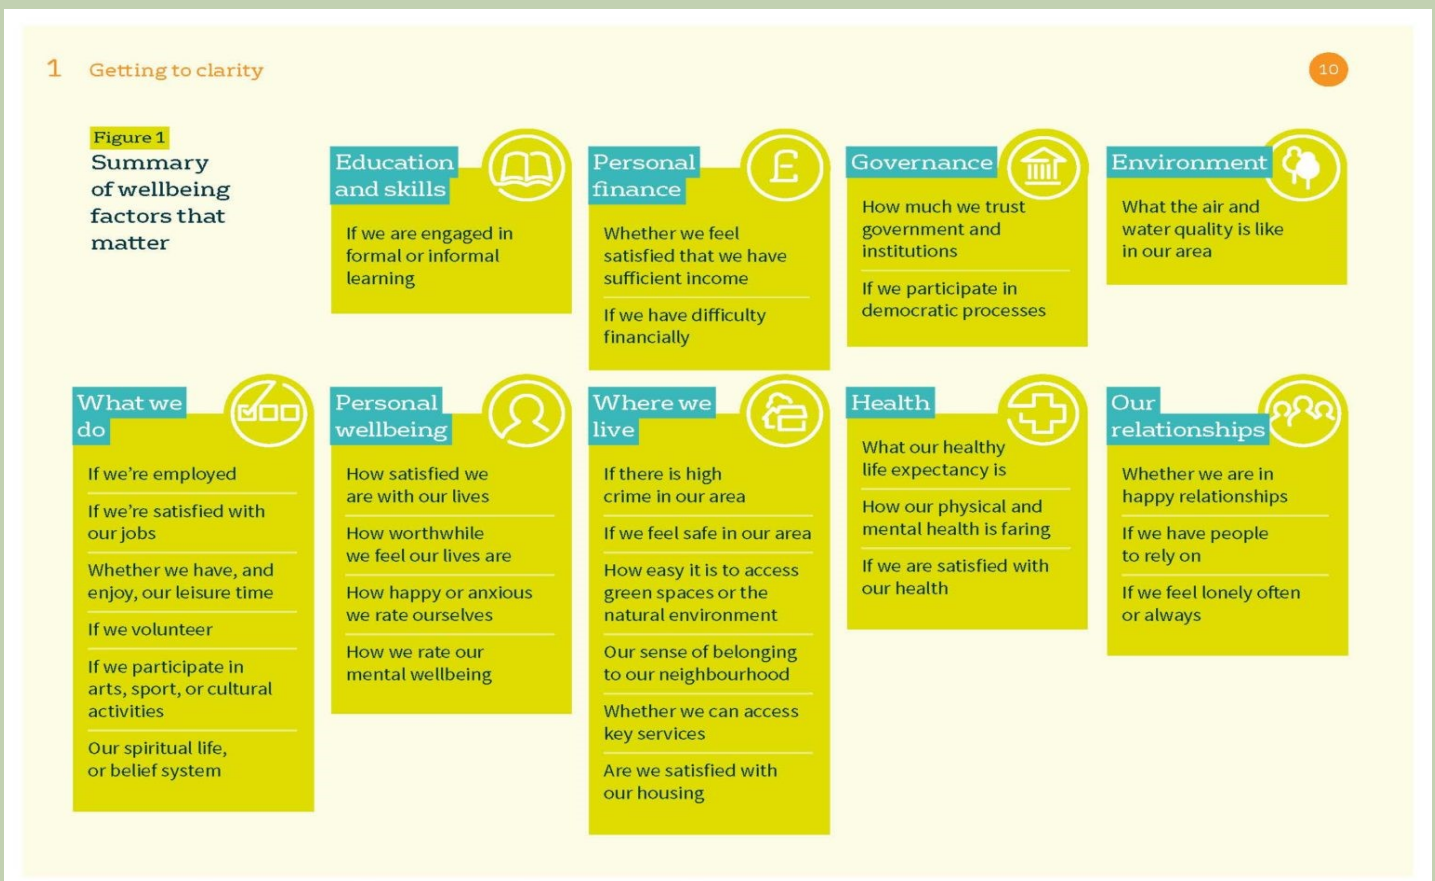 1 Getting to clarity
10
Figure 1
Summary
of wellbeing
factors that
matter
Education
and skills
If we are engaged in
formal or informal
learning
Personal
finance
£
Whether we feel
satisfied that we have
sufficient income
If we have difficulty
financially
Governance
How much we trust
government and
institutions
If we participate in
democratic processes
Environment
What the air and
water quality is like
in our area
What we
do
If we're employed
If we're satisfied with
our jobs
Whether we have, and
enjoy, our leisure time
If we volunteer
If we participate in
arts, sport, or cultural
activities
Our spiritual life,
or belief system
Personal
wellbeing
How satisfied we
are with our lives
How worthwhile
we feel our lives are
How happy or anxious
we rate ourselves
How we rate our
mental wellbeing
Where we
live
If there is high
crime in our area
If we feel safe in our area
How easy it is to access
green spaces or the
natural environment
Our sense of belonging
to our neighbourhood
Whether we can access
key services
Are we satisfied with
our housing
Health
What our healthy
life expectancy is
How our physical and
mental health is faring
If we are satisfied with
our health
Our
relationships
Whether we are in
happy relationships
If we have people
to rely on
If we feel lonely often
or always